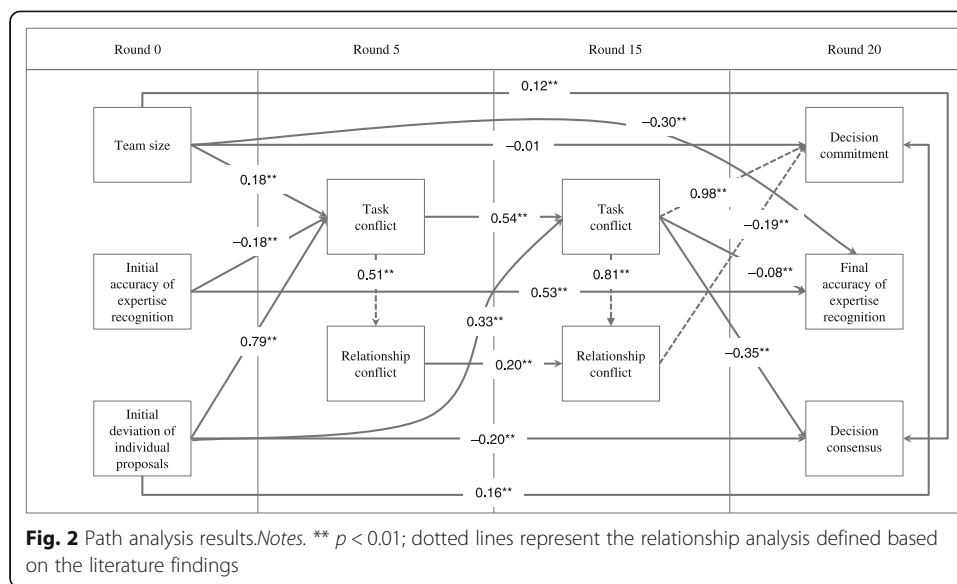 Round 0
Round 5
Round 15
Round 20
0.12**
Team size
−0.30**
−0.01
Decision
commitment
0.18**
Task
conflict
0.54**
Task
conflict
0.98**
−0.19**
−0.18**
Initial
accuracy of
expertise
recognition
0.51**
0.53**
0.81**
−0.08**
Final
accuracy of
expertise
recognition
0.33**
0.79**
Relationship
conflict
0.20**
Relationship
conflict
−0.35**
Initial
deviation of
individual
proposals
−0.20**
Decision
consensus
0.16**
Fig. 2 Path analysis results.Notes. ** p < 0.01; dotted lines represent the relationship analysis defined based
on the literature findings